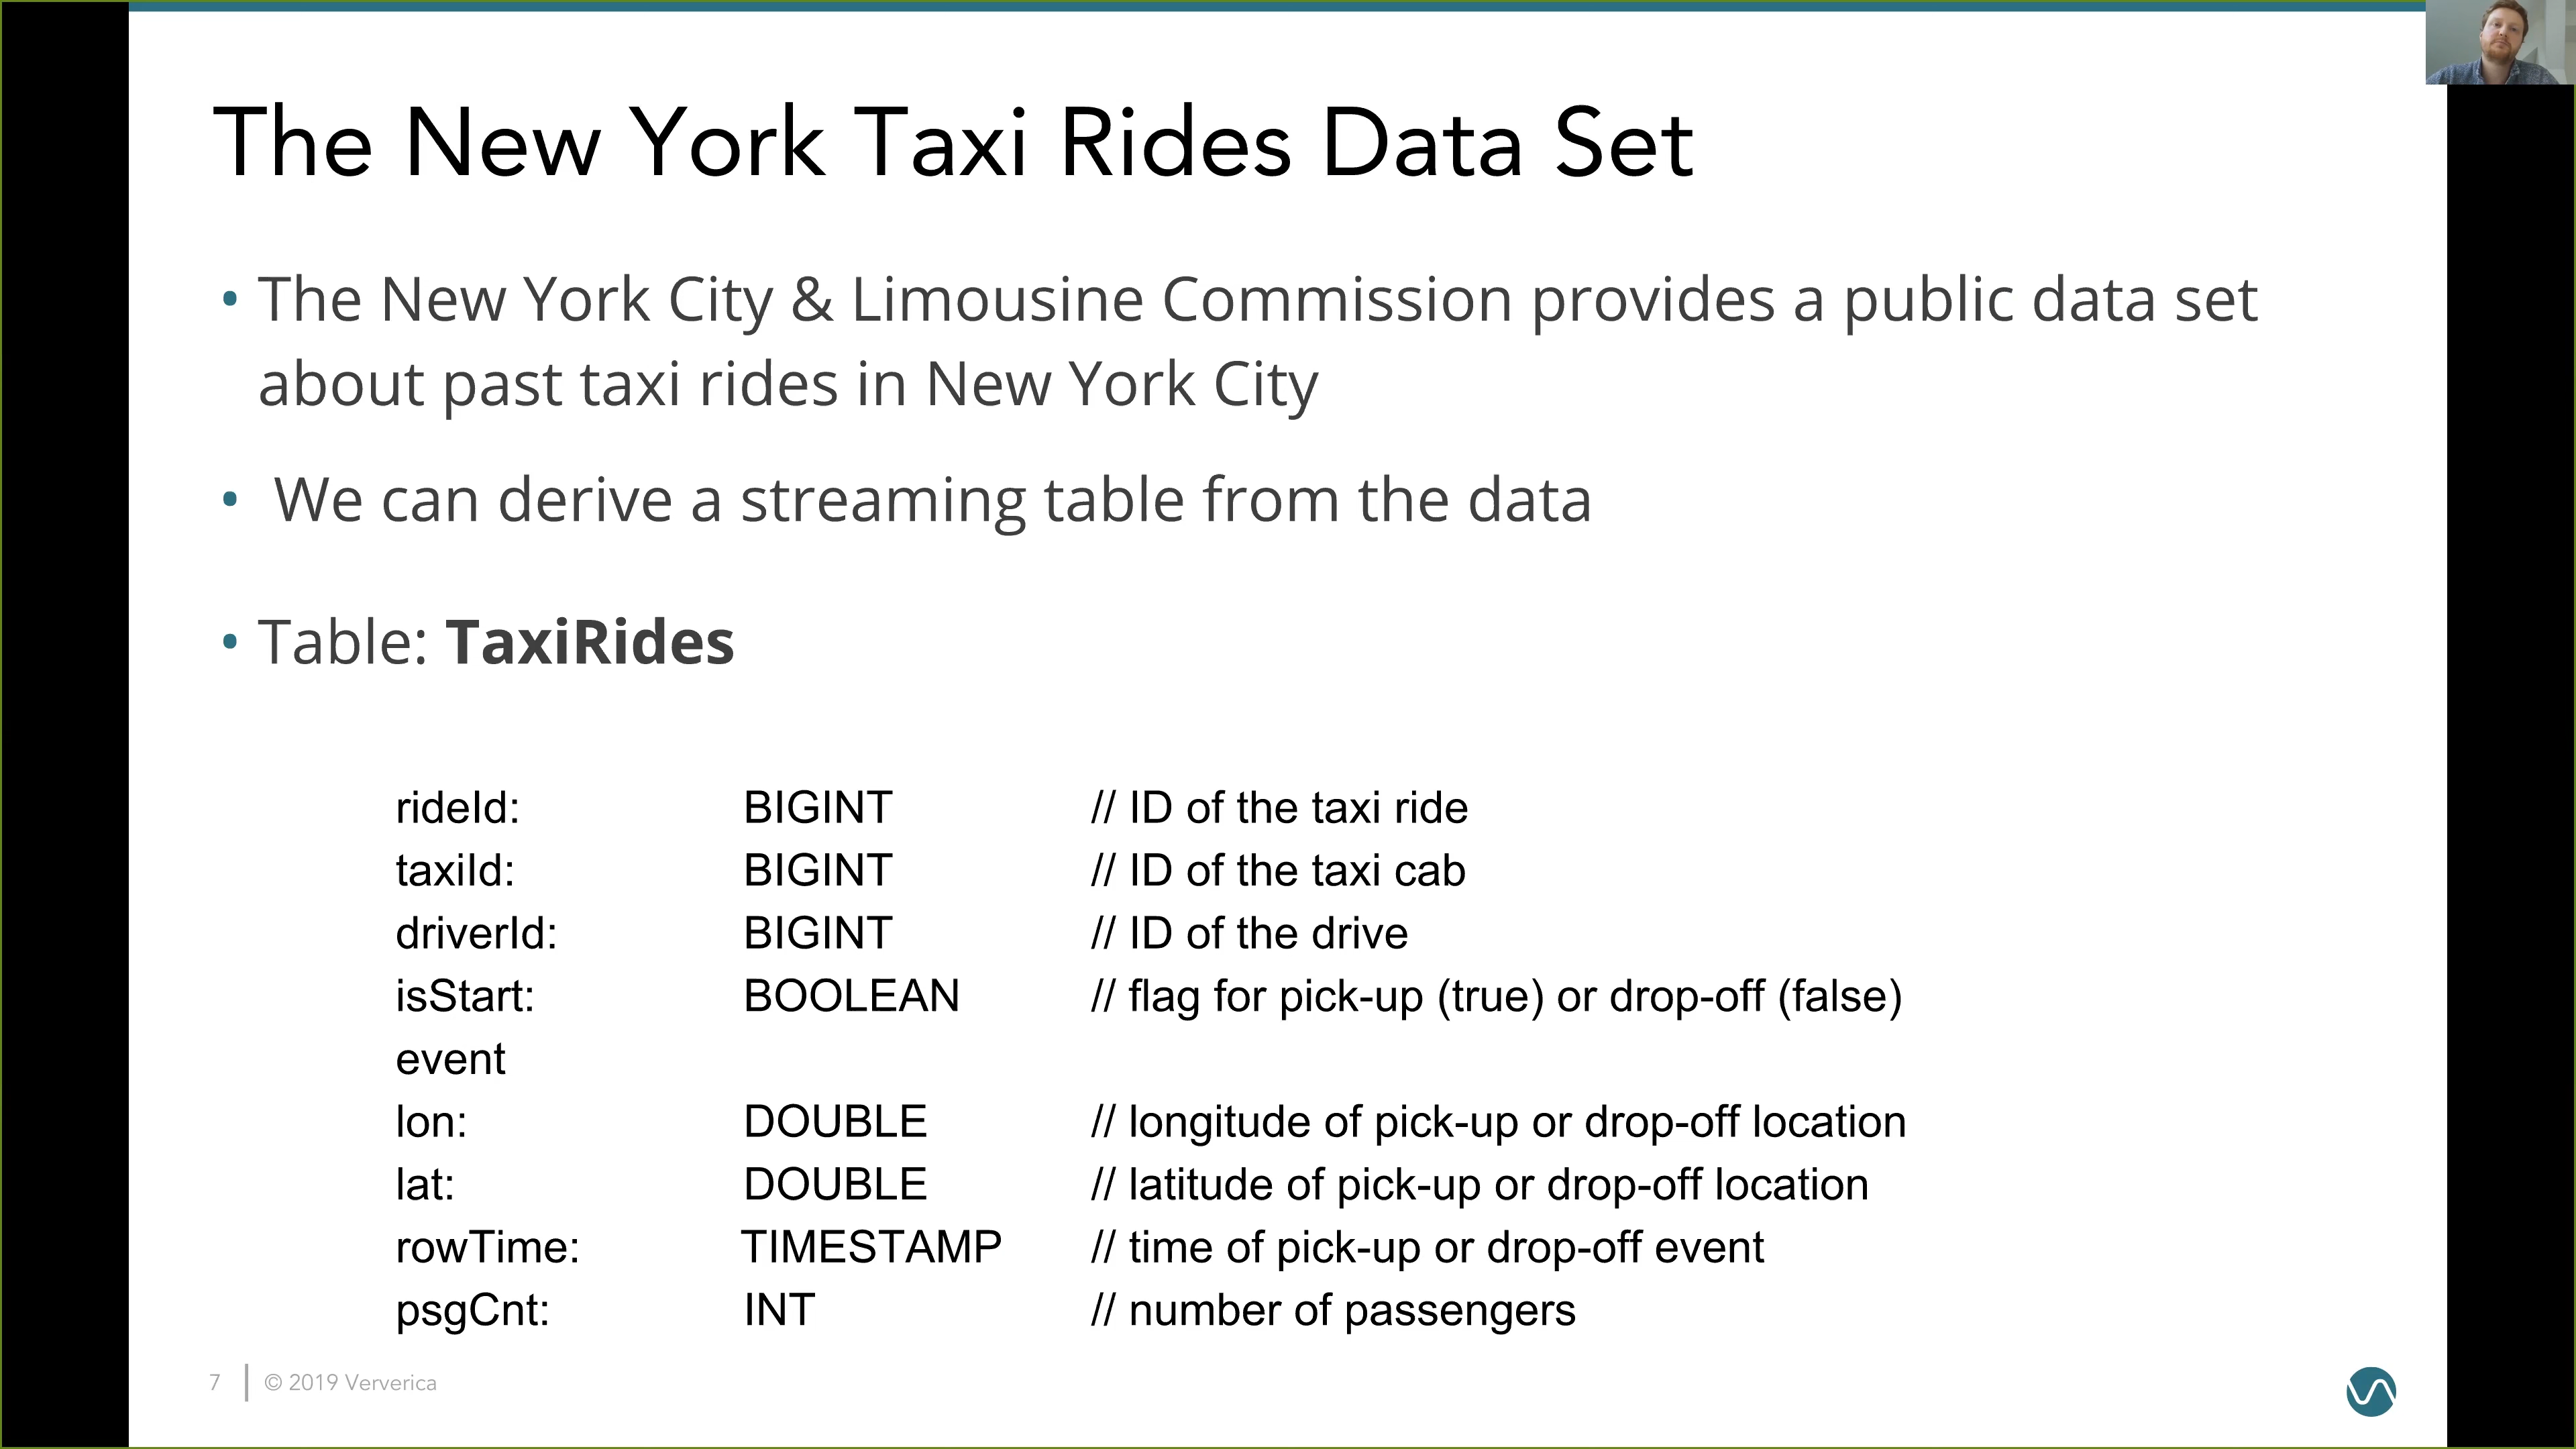 The New York Taxi Rides Data Set
• The New York City & Limousine Commission provides a public data set
about past taxi rides in New York City
• We can derive a streaming table from the data
• Table: TaxiRides
rideId: BIGINT // ID of the taxi ride
taxiId: BIGINT // ID of the taxi cab
driverId: BIGINT // ID of the drive
isStart: BOOLEAN // flag for pick-up (true) or drop-off (false)
event
lon: DOUBLE // longitude of pick-up or drop-off location
lat: DOUBLE // latitude of pick-up or drop-off location
rowTime: TIMESTAMP // time of pick-up or drop-off event
psgCnt: INT // number of passengers
7 | © 2019 Ververica